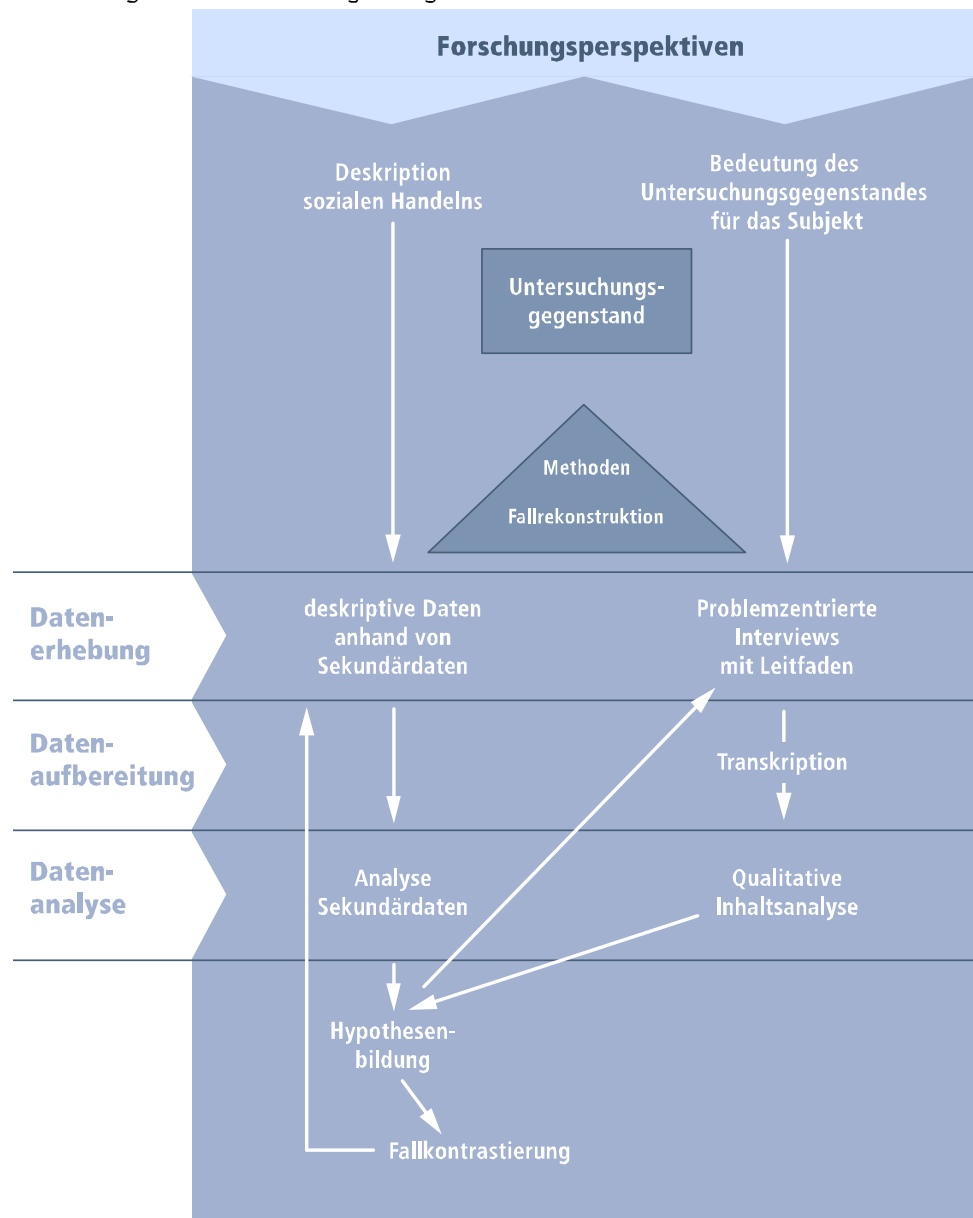 Forschungsperspektiven
Deskription
sozialen Handelns
Bedeutung des
Untersuchungsgegenstandes
für das Subjekt
Untersuchungs-
gegenstand
Methoden
Fallrekonstruktion
Daten-
erhebung
deskriptive Daten
anhand von
Sekundärdaten
Problemzentrierte
Interviews
mit Leitfaden
Daten-
aufbereitung
Transkription
Daten-
analyse
Analyse
Sekundärdaten
Qualitative
Inhaltsanalyse
Hypothesen-
bildung
Fallkontrastierung